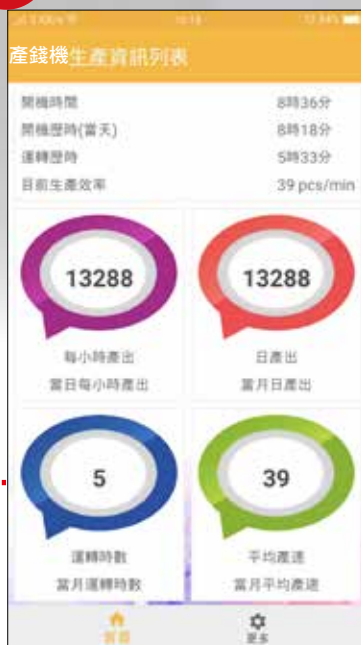 產錢機生產資訊列表
開機時間 8時36分
開機歷時(當天) 8時18分
運轉歷時 5時33分
目前生產效率 39 pcs/min
13288
13288
每小時產出
日產出
當日每小時產出
當月日產出
5
39
運轉時數
平均產速
當月運轉時數
當月平均產速
首頁
更多